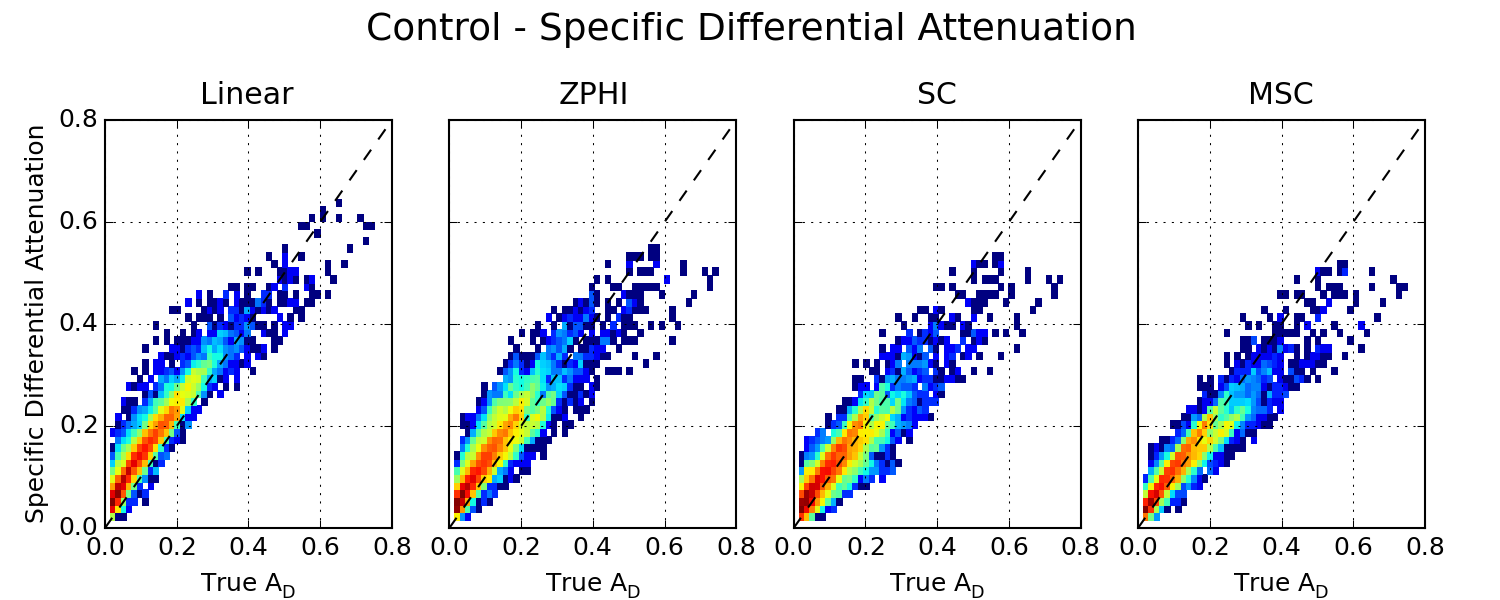 Control - Specific Differential Attenuation
Linear ZPHI SC MSC
Specific Differential Attenuation
0.8
0.6
0.4
0.2
0.0
0.0 0.2 0.4 0.6 0.8 0.0 0.2 0.4 0.6 0.8 0.0 0.2 0.4 0.6 0.8 0.0 0.2 0.4 0.6 0.8
True A_D True A_D True A_D True A_D